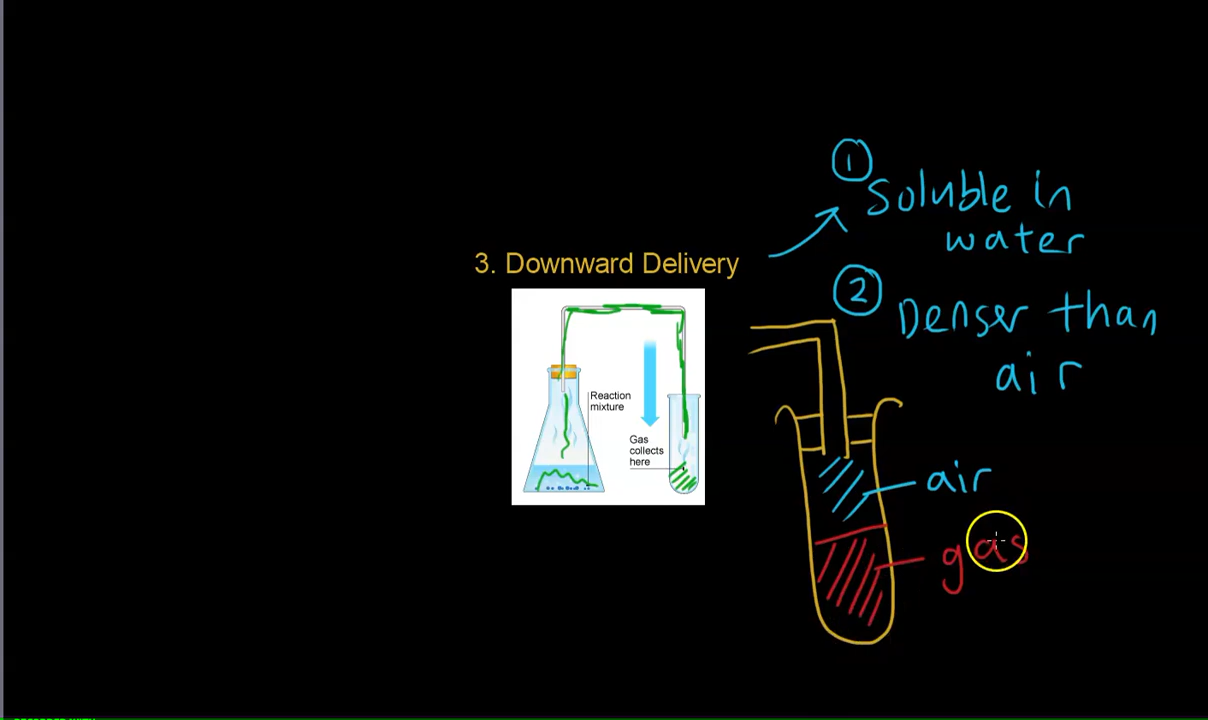 ①
Soluble in
water
3. Downward Delivery
②
Denser than
air
Reaction
mixture
Gas
collects
here
air
gas